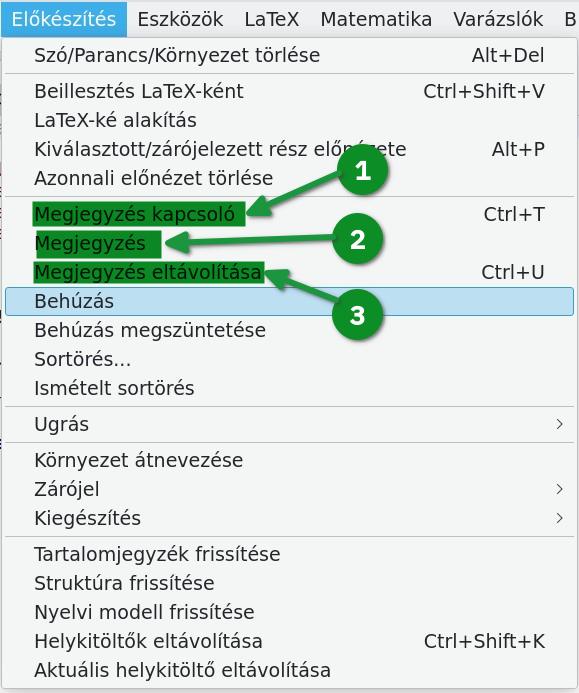 Előkészítés Eszközök LaTeX Matematika Varázslók B
Szó/Parancs/Környezet törlése Alt+Del
Beillesztés LaTeX-ként Ctrl+Shift+V
LaTeX-ké alakítás
Kiválasztott/zárójelezett rész előnézete Alt+P
Azonnali előnézet törlése
1
Megjegyzés kapcsoló Ctrl+T
Megjegyzés 2
Megjegyzés eltávolítása Ctrl+U
Behúzás
3
Behúzás megszüntetése
Sortörés...
Ismételt sortörés
Ugrás
Környezet átnevezése
Zárójel
Kiegészítés
Tartalomjegyzék frissítése
Struktúra frissítése
Nyelvi modell frissítése
Helykitöltők eltávolítása Ctrl+Shift+K
Aktuális helykitöltő eltávolítása